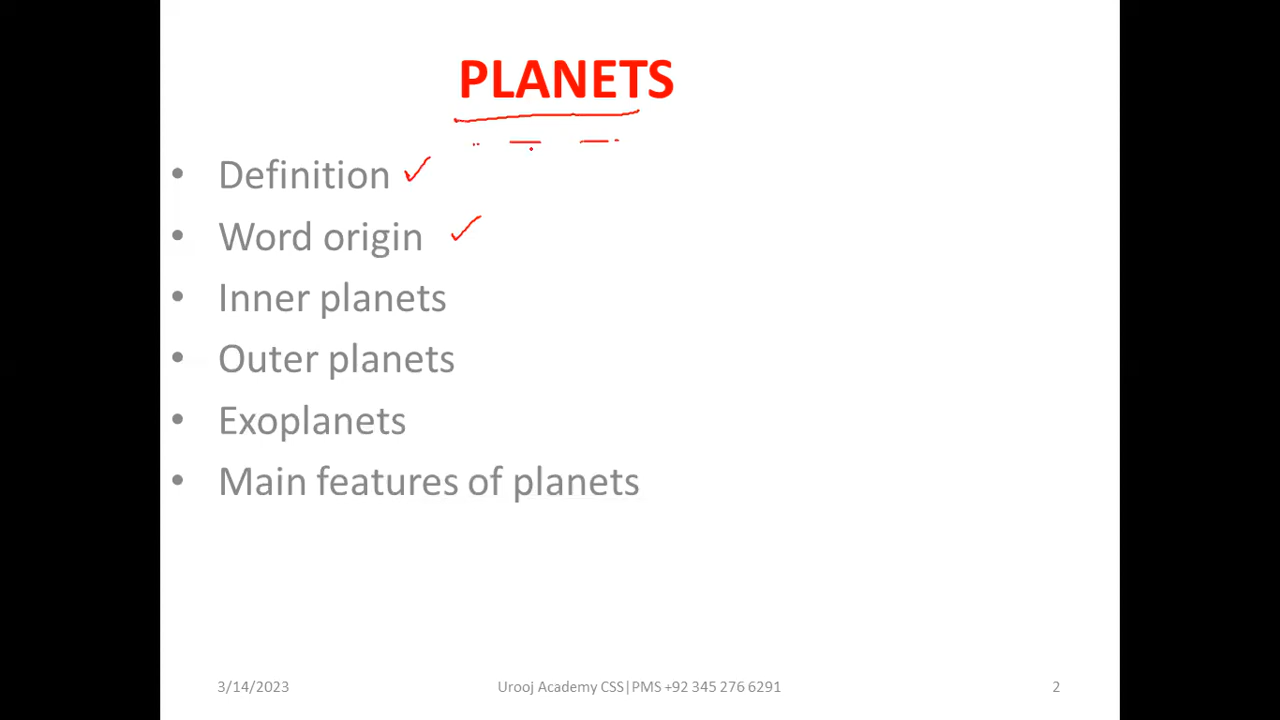 PLANETS
• Definition
• Word origin
• Inner planets
• Outer planets
• Exoplanets
• Main features of planets
3/14/2023 Urooj Academy CSS|PMS +92 345 276 6291 2